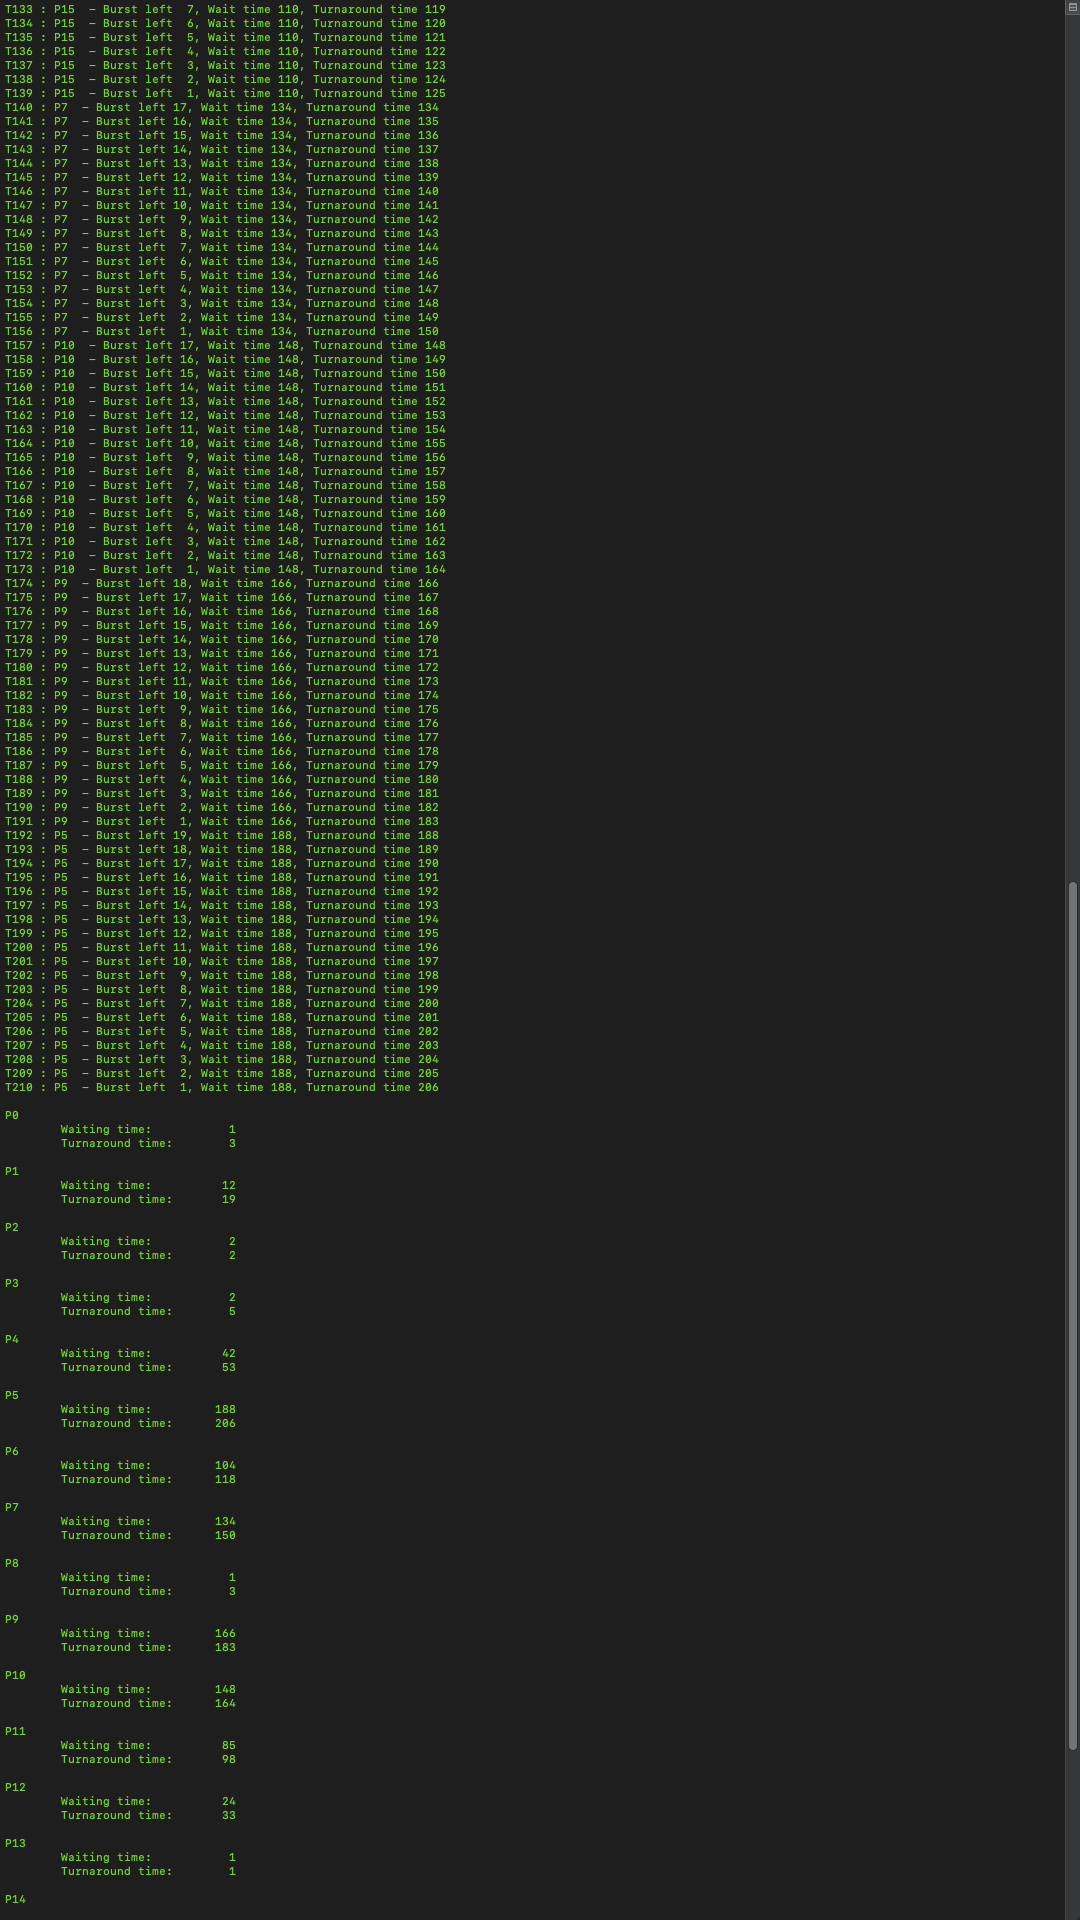 T133 : P15  – Burst left  7, Wait time 110, Turnaround time 119
T134 : P15  – Burst left  6, Wait time 110, Turnaround time 120
T135 : P15  – Burst left  5, Wait time 110, Turnaround time 121
T136 : P15  – Burst left  4, Wait time 110, Turnaround time 122
T137 : P15  – Burst left  3, Wait time 110, Turnaround time 123
T138 : P15  – Burst left  2, Wait time 110, Turnaround time 124
T139 : P15  – Burst left  1, Wait time 110, Turnaround time 125
T140 : P7  – Burst left 17, Wait time 134, Turnaround time 134
T141 : P7  – Burst left 16, Wait time 134, Turnaround time 135
T142 : P7  – Burst left 15, Wait time 134, Turnaround time 136
T143 : P7  – Burst left 14, Wait time 134, Turnaround time 137
T144 : P7  – Burst left 13, Wait time 134, Turnaround time 138
T145 : P7  – Burst left 12, Wait time 134, Turnaround time 139
T146 : P7  – Burst left 11, Wait time 134, Turnaround time 140
T147 : P7  – Burst left 10, Wait time 134, Turnaround time 141
T148 : P7  – Burst left  9, Wait time 134, Turnaround time 142
T149 : P7  – Burst left  8, Wait time 134, Turnaround time 143
T150 : P7  – Burst left  7, Wait time 134, Turnaround time 144
T151 : P7  – Burst left  6, Wait time 134, Turnaround time 145
T152 : P7  – Burst left  5, Wait time 134, Turnaround time 146
T153 : P7  – Burst left  4, Wait time 134, Turnaround time 147
T154 : P7  – Burst left  3, Wait time 134, Turnaround time 148
T155 : P7  – Burst left  2, Wait time 134, Turnaround time 149
T156 : P7  – Burst left  1, Wait time 134, Turnaround time 150
T157 : P10  – Burst left 17, Wait time 148, Turnaround time 148
T158 : P10  – Burst left 16, Wait time 148, Turnaround time 149
T159 : P10  – Burst left 15, Wait time 148, Turnaround time 150
T160 : P10  – Burst left 14, Wait time 148, Turnaround time 151
T161 : P10  – Burst left 13, Wait time 148, Turnaround time 152
T162 : P10  – Burst left 12, Wait time 148, Turnaround time 153
T163 : P10  – Burst left 11, Wait time 148, Turnaround time 154
T164 : P10  – Burst left 10, Wait time 148, Turnaround time 155
T165 : P10  – Burst left  9, Wait time 148, Turnaround time 156
T166 : P10  – Burst left  8, Wait time 148, Turnaround time 157
T167 : P10  – Burst left  7, Wait time 148, Turnaround time 158
T168 : P10  – Burst left  6, Wait time 148, Turnaround time 159
T169 : P10  – Burst left  5, Wait time 148, Turnaround time 160
T170 : P10  – Burst left  4, Wait time 148, Turnaround time 161
T171 : P10  – Burst left  3, Wait time 148, Turnaround time 162
T172 : P10  – Burst left  2, Wait time 148, Turnaround time 163
T173 : P10  – Burst left  1, Wait time 148, Turnaround time 164
T174 : P9  – Burst left 18, Wait time 166, Turnaround time 166
T175 : P9  – Burst left 17, Wait time 166, Turnaround time 167
T176 : P9  – Burst left 16, Wait time 166, Turnaround time 168
T177 : P9  – Burst left 15, Wait time 166, Turnaround time 169
T178 : P9  – Burst left 14, Wait time 166, Turnaround time 170
T179 : P9  – Burst left 13, Wait time 166, Turnaround time 171
T180 : P9  – Burst left 12, Wait time 166, Turnaround time 172
T181 : P9  – Burst left 11, Wait time 166, Turnaround time 173
T182 : P9  – Burst left 10, Wait time 166, Turnaround time 174
T183 : P9  – Burst left  9, Wait time 166, Turnaround time 175
T184 : P9  – Burst left  8, Wait time 166, Turnaround time 176
T185 : P9  – Burst left  7, Wait time 166, Turnaround time 177
T186 : P9  – Burst left  6, Wait time 166, Turnaround time 178
T187 : P9  – Burst left  5, Wait time 166, Turnaround time 179
T188 : P9  – Burst left  4, Wait time 166, Turnaround time 180
T189 : P9  – Burst left  3, Wait time 166, Turnaround time 181
T190 : P9  – Burst left  2, Wait time 166, Turnaround time 182
T191 : P9  – Burst left  1, Wait time 166, Turnaround time 183
T192 : P5  – Burst left 19, Wait time 188, Turnaround time 188
T193 : P5  – Burst left 18, Wait time 188, Turnaround time 189
T194 : P5  – Burst left 17, Wait time 188, Turnaround time 190
T195 : P5  – Burst left 16, Wait time 188, Turnaround time 191
T196 : P5  – Burst left 15, Wait time 188, Turnaround time 192
T197 : P5  – Burst left 14, Wait time 188, Turnaround time 193
T198 : P5  – Burst left 13, Wait time 188, Turnaround time 194
T199 : P5  – Burst left 12, Wait time 188, Turnaround time 195
T200 : P5  – Burst left 11, Wait time 188, Turnaround time 196
T201 : P5  – Burst left 10, Wait time 188, Turnaround time 197
T202 : P5  – Burst left  9, Wait time 188, Turnaround time 198
T203 : P5  – Burst left  8, Wait time 188, Turnaround time 199
T204 : P5  – Burst left  7, Wait time 188, Turnaround time 200
T205 : P5  – Burst left  6, Wait time 188, Turnaround time 201
T206 : P5  – Burst left  5, Wait time 188, Turnaround time 202
T207 : P5  – Burst left  4, Wait time 188, Turnaround time 203
T208 : P5  – Burst left  3, Wait time 188, Turnaround time 204
T209 : P5  – Burst left  2, Wait time 188, Turnaround time 205
T210 : P5  – Burst left  1, Wait time 188, Turnaround time 206
P0
Waiting time: 1
Turnaround time: 3
P1
Waiting time: 12
Turnaround time: 19
P2
Waiting time: 2
Turnaround time: 2
P3
Waiting time: 2
Turnaround time: 5
P4
Waiting time: 42
Turnaround time: 53
P5
Waiting time: 188
Turnaround time: 206
P6
Waiting time: 104
Turnaround time: 118
P7
Waiting time: 134
Turnaround time: 150
P8
Waiting time: 1
Turnaround time: 3
P9
Waiting time: 166
Turnaround time: 183
P10
Waiting time: 148
Turnaround time: 164
P11
Waiting time: 85
Turnaround time: 98
P12
Waiting time: 24
Turnaround time: 33
P13
Waiting time: 1
Turnaround time: 1
P14